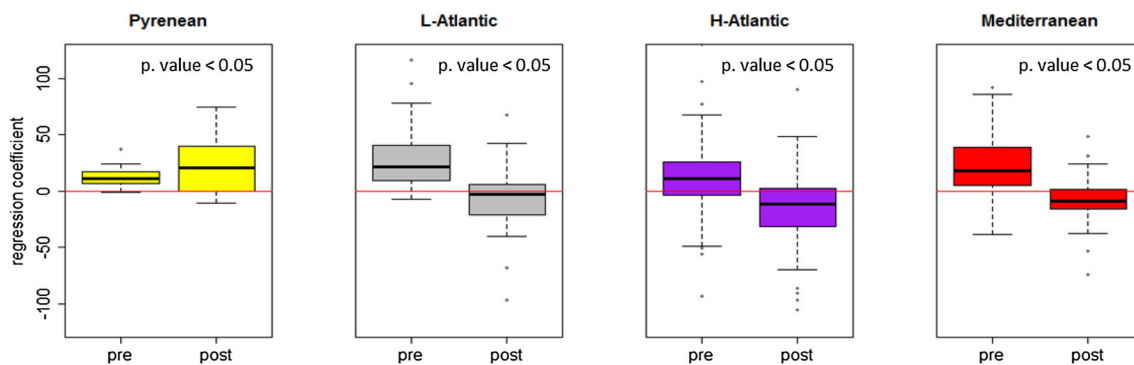 Pyrenean
L-Atlantic
H-Atlantic
Mediterranean
p. value < 0.05
p. value < 0.05
p. value < 0.05
p. value < 0.05
regression coefficient
100
50
0
-50
-100
pre
post
pre
post
pre
post
pre
post